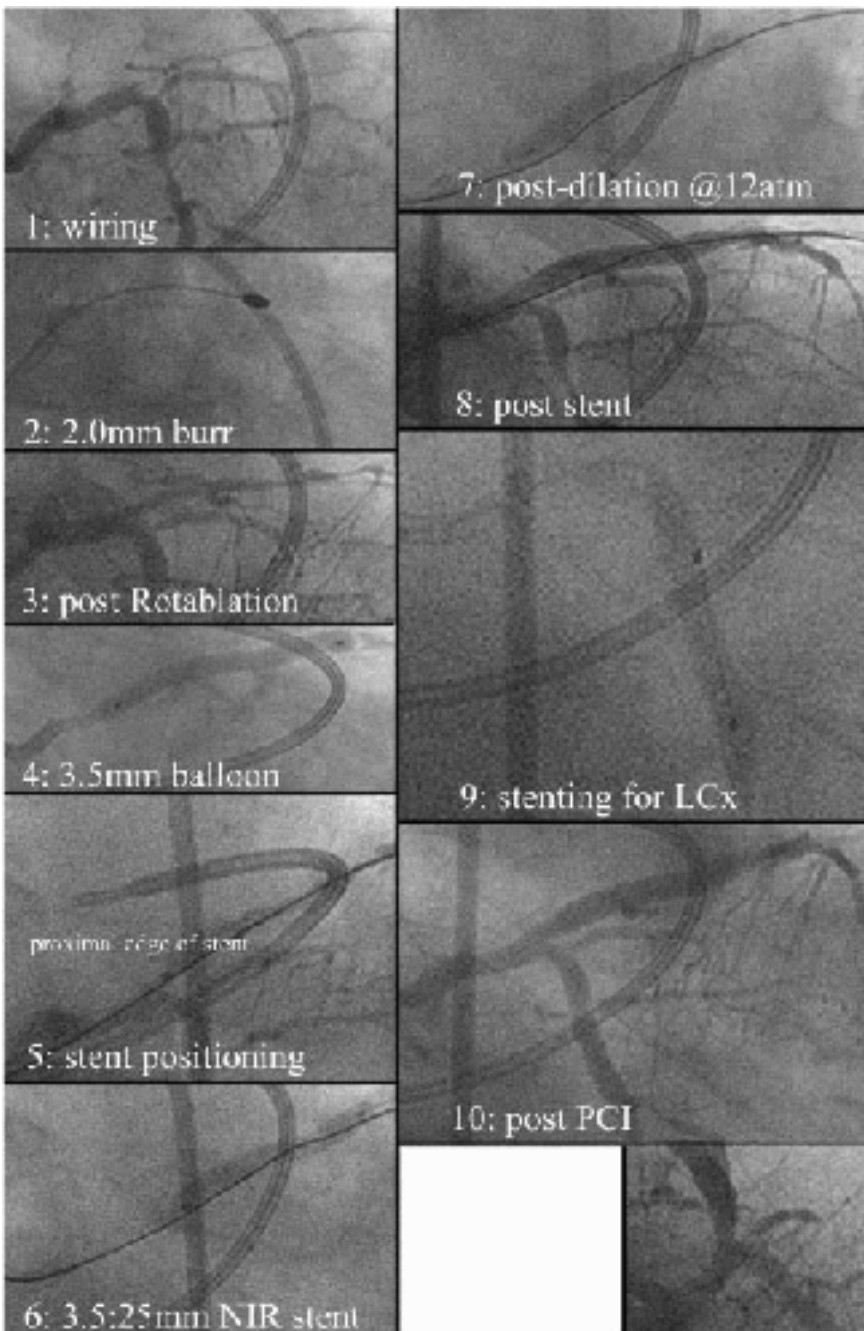 1: wiring
2: 2.0mm burr
3: post Rotablation
4: 3.5mm balloon
proximal edge of stent
5: stent positioning
6: 3.5:25mm NIR stent
7: post-dilation @12atm
8: post stent
9: stenting for LCx
10: post PCI